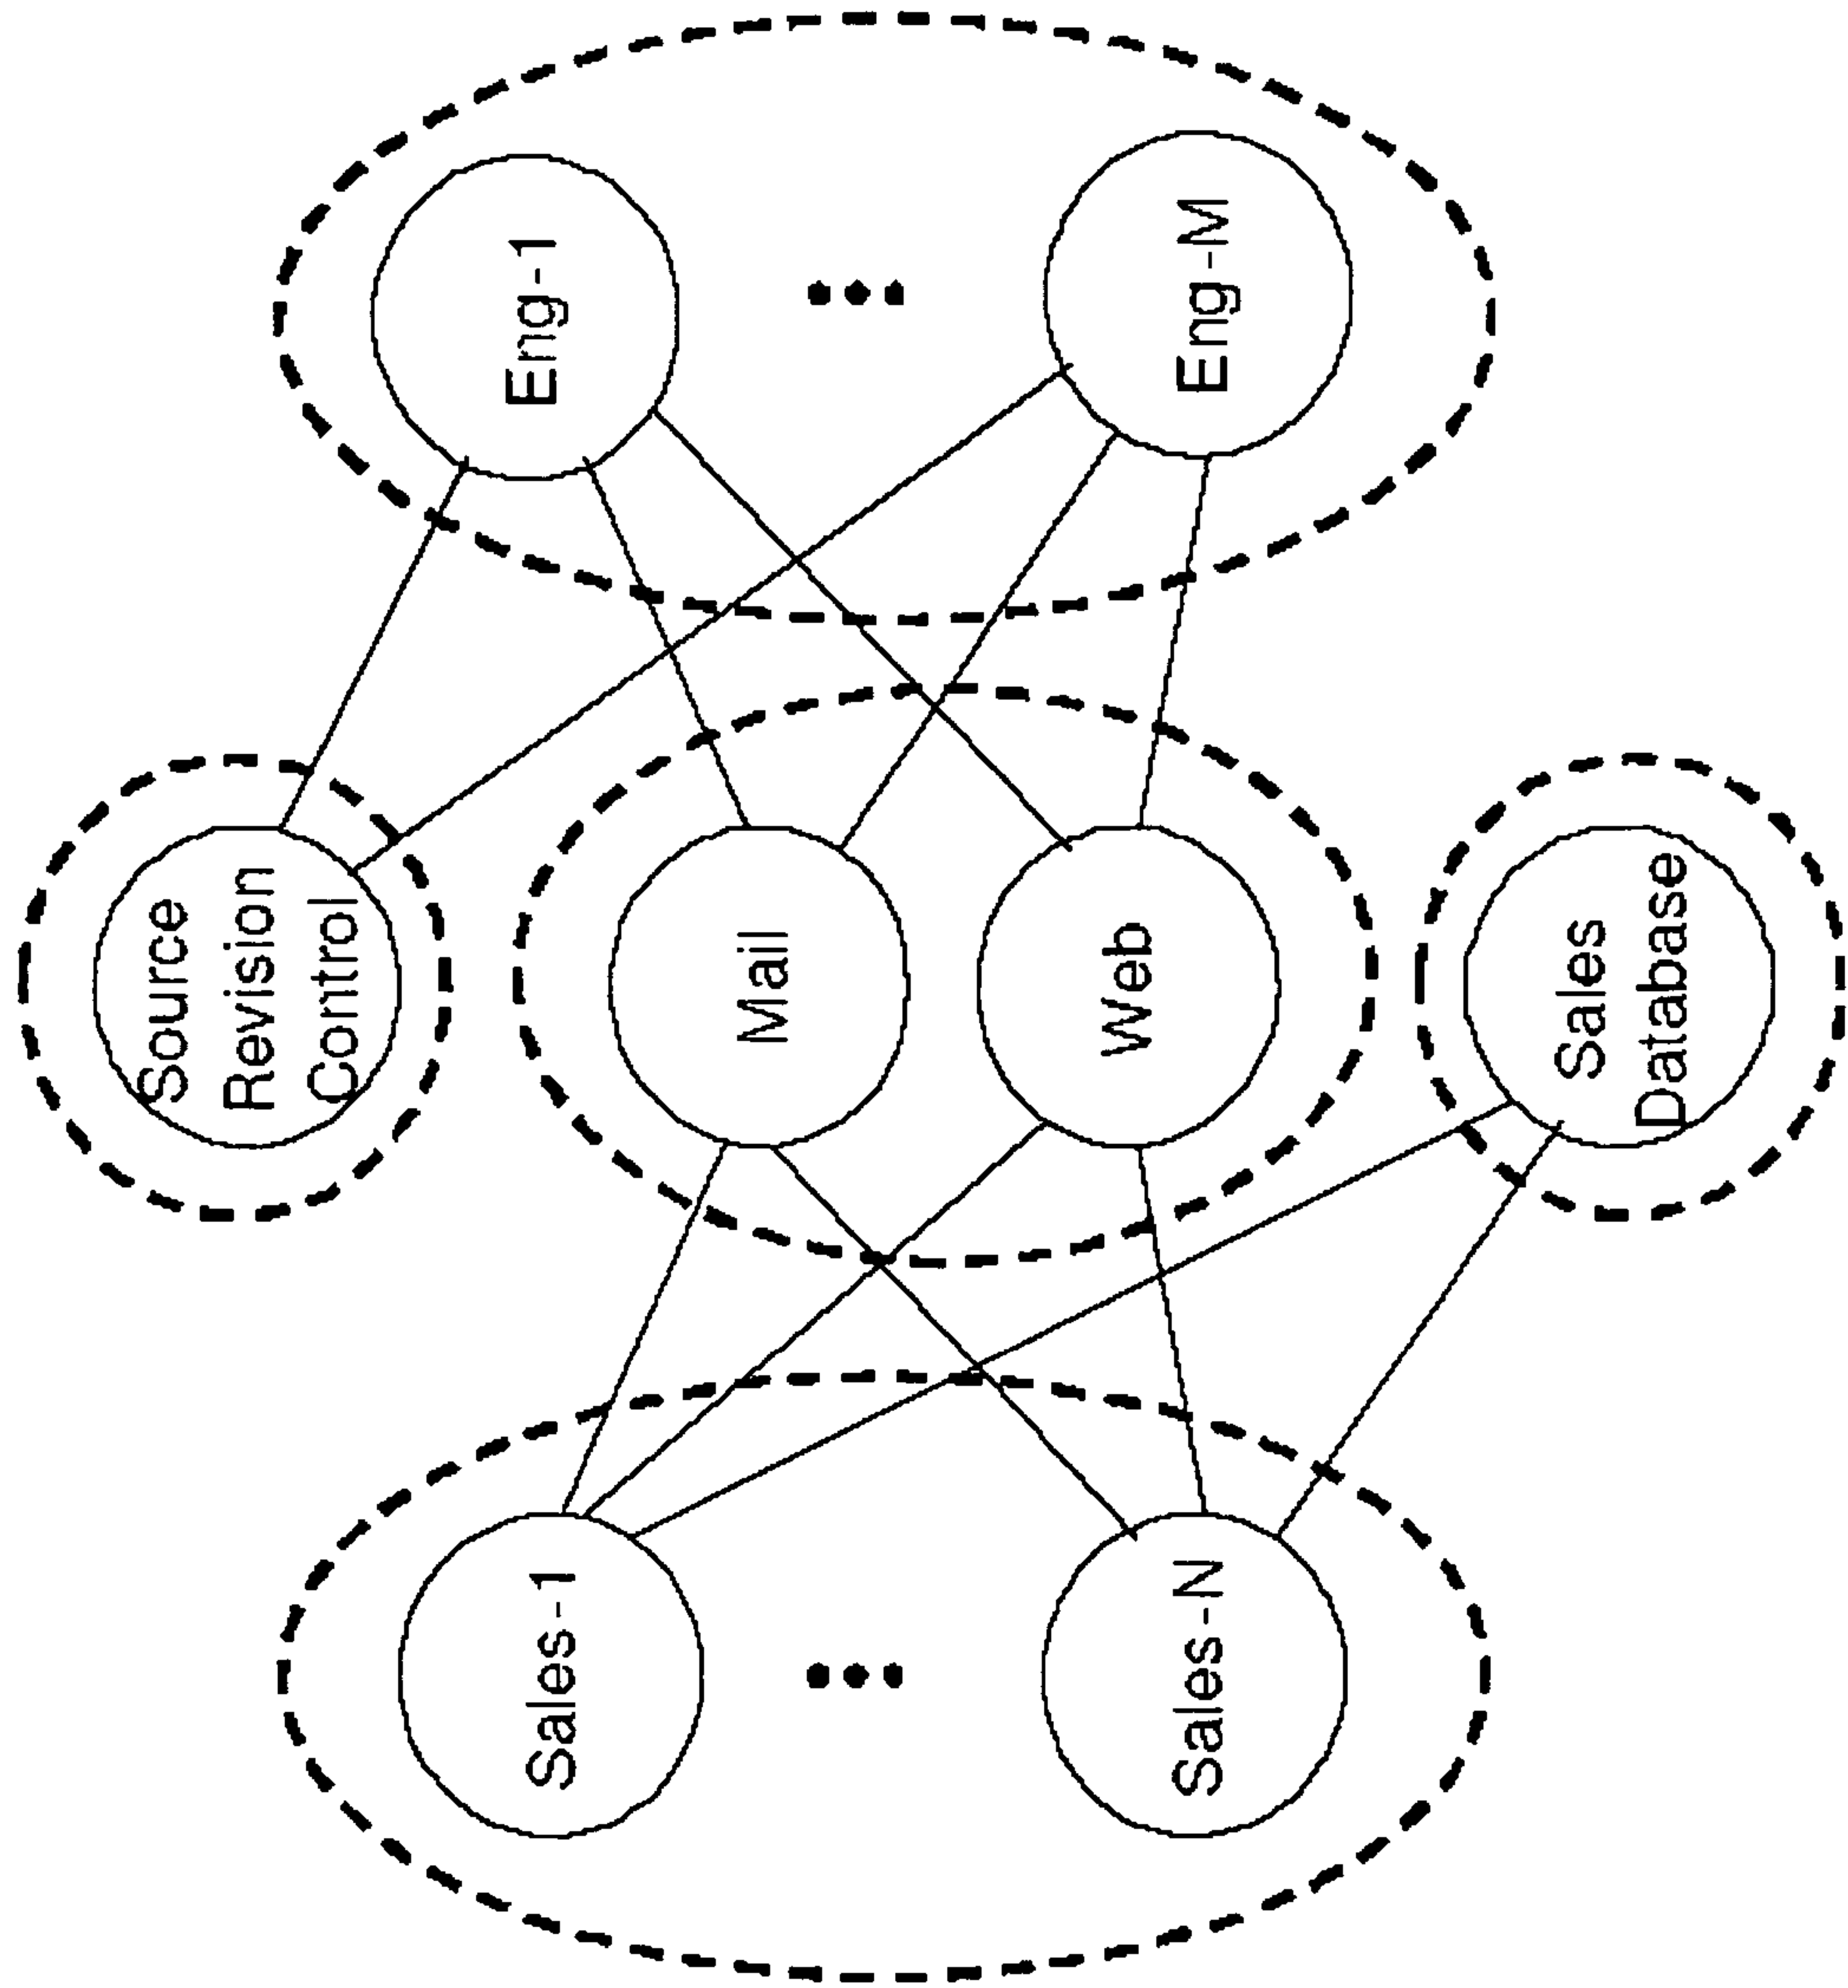 Eng-1
Eng-M
Source
Revision
Control
Mail
Web
Sales
Database
Sales-1
Sales-N